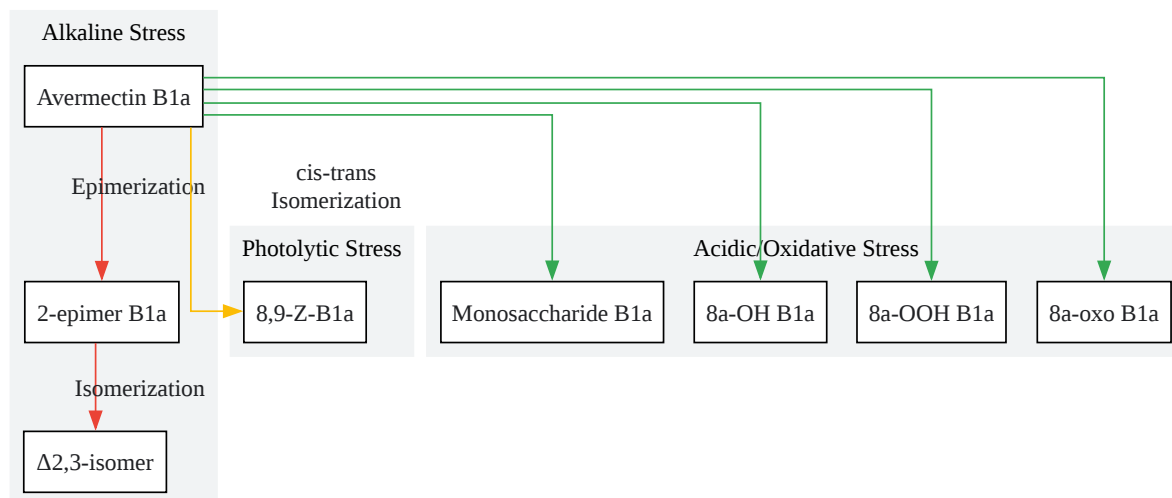 Alkaline Stress
Avermectin B1a
Epimerization
cis-trans
Isomerization
Photolytic Stress
Acidic/Oxidative Stress
2-epimer B1a
8,9-Z-B1a
Monosaccharide B1a
8a-OH B1a
8a-OOH B1a
8a-oxo B1a
Isomerization
Δ2,3-isomer